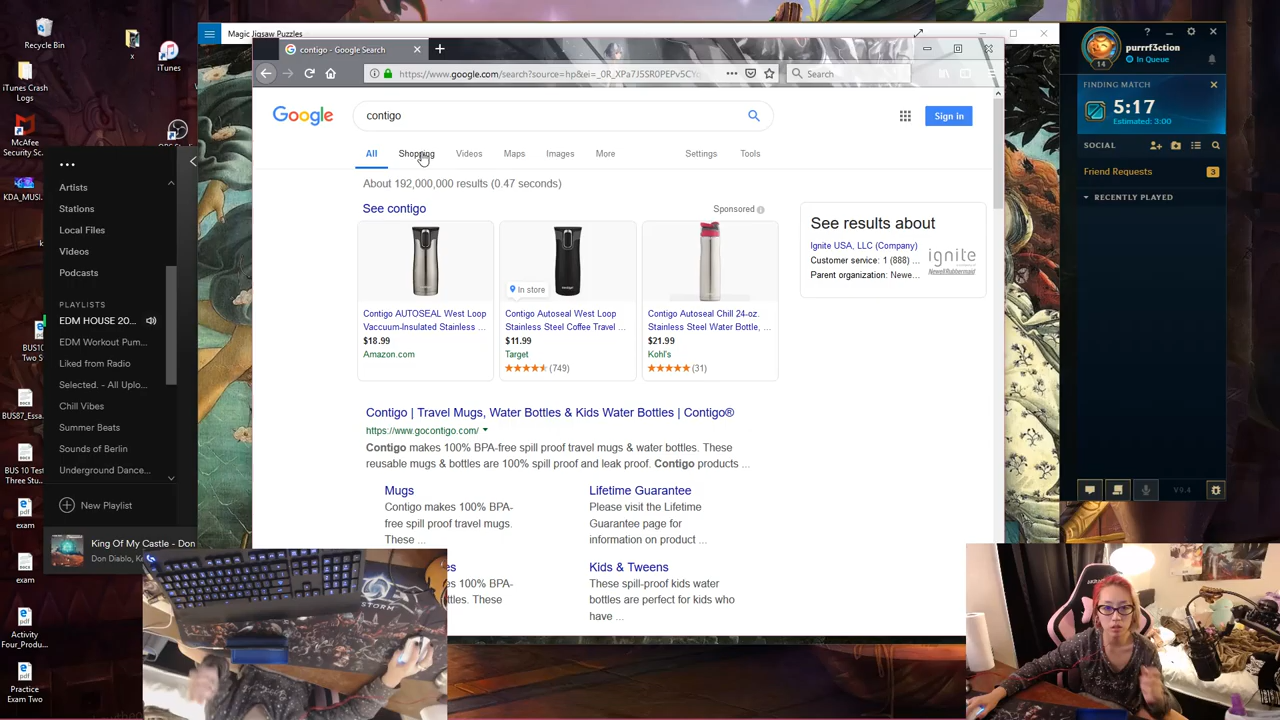 Recycle Bin
x
iTunes
iTunes Crash
Logs
McAfee
Security Sc...
KDA_MUSI...
BUS10
Two S
BUS87_Essa...
BUS 10 Test
Three Stu...
exam
exam
Activity
Four_Produ...
Practice
Exam Two
Artists
Stations
Local Files
Videos
Podcasts
PLAYLISTS
EDM HOUSE 20...
EDM Workout Pum...
Liked from Radio
Selected. - All Uplo...
Chill Vibes
Summer Beats
Sounds of Berlin
Underground Dance...
New Playlist
King Of My Castle - Don
Don Diablo, K
Magic Jigsaw Puzzles
contigo - Google Search
https://www.google.com/search?source=hp&ei=_0R_XPa7J5SR0PEPv5CY
Search
Google
contigo
Sign in
All
Shopping
Videos
Maps
Images
More
Settings
Tools
About 192,000,000 results (0.47 seconds)
See contigo
Sponsored
Contigo AUTOSEAL West Loop
Vaccuum-Insulated Stainless ...
$18.99
Amazon.com
In store
Contigo Autoseal West Loop
Stainless Steel Coffee Travel ...
$11.99
Target
(749)
Contigo Autoseal Chill 24-oz.
Stainless Steel Water Bottle, ...
$21.99
Kohl's
(31)
See results about
Ignite USA, LLC (Company)
Customer service: 1 (888) ...
Parent organization: Newe...
ignite
NewellRubbermaid
Contigo | Travel Mugs, Water Bottles & Kids Water Bottles | Contigo®
https://www.gocontigo.com/
Contigo makes 100% BPA-free spill proof travel mugs & water bottles. These
reusable mugs & bottles are 100% spill proof and leak proof. Contigo products ...
Mugs
Contigo makes 100% BPA-
free spill proof travel mugs.
These ...
Lifetime Guarantee
Please visit the Lifetime
Guarantee page for
information on product ...
es
es 100% BPA-
ttles. These
Kids & Tweens
These spill-proof kids water
bottles are perfect for kids who
have ...
14
purrrf3ction
In Queue
FINDING MATCH
5:17
Estimated: 3:00
SOCIAL
Friend Requests
3
RECENTLY PLAYED
V9.4
STORM